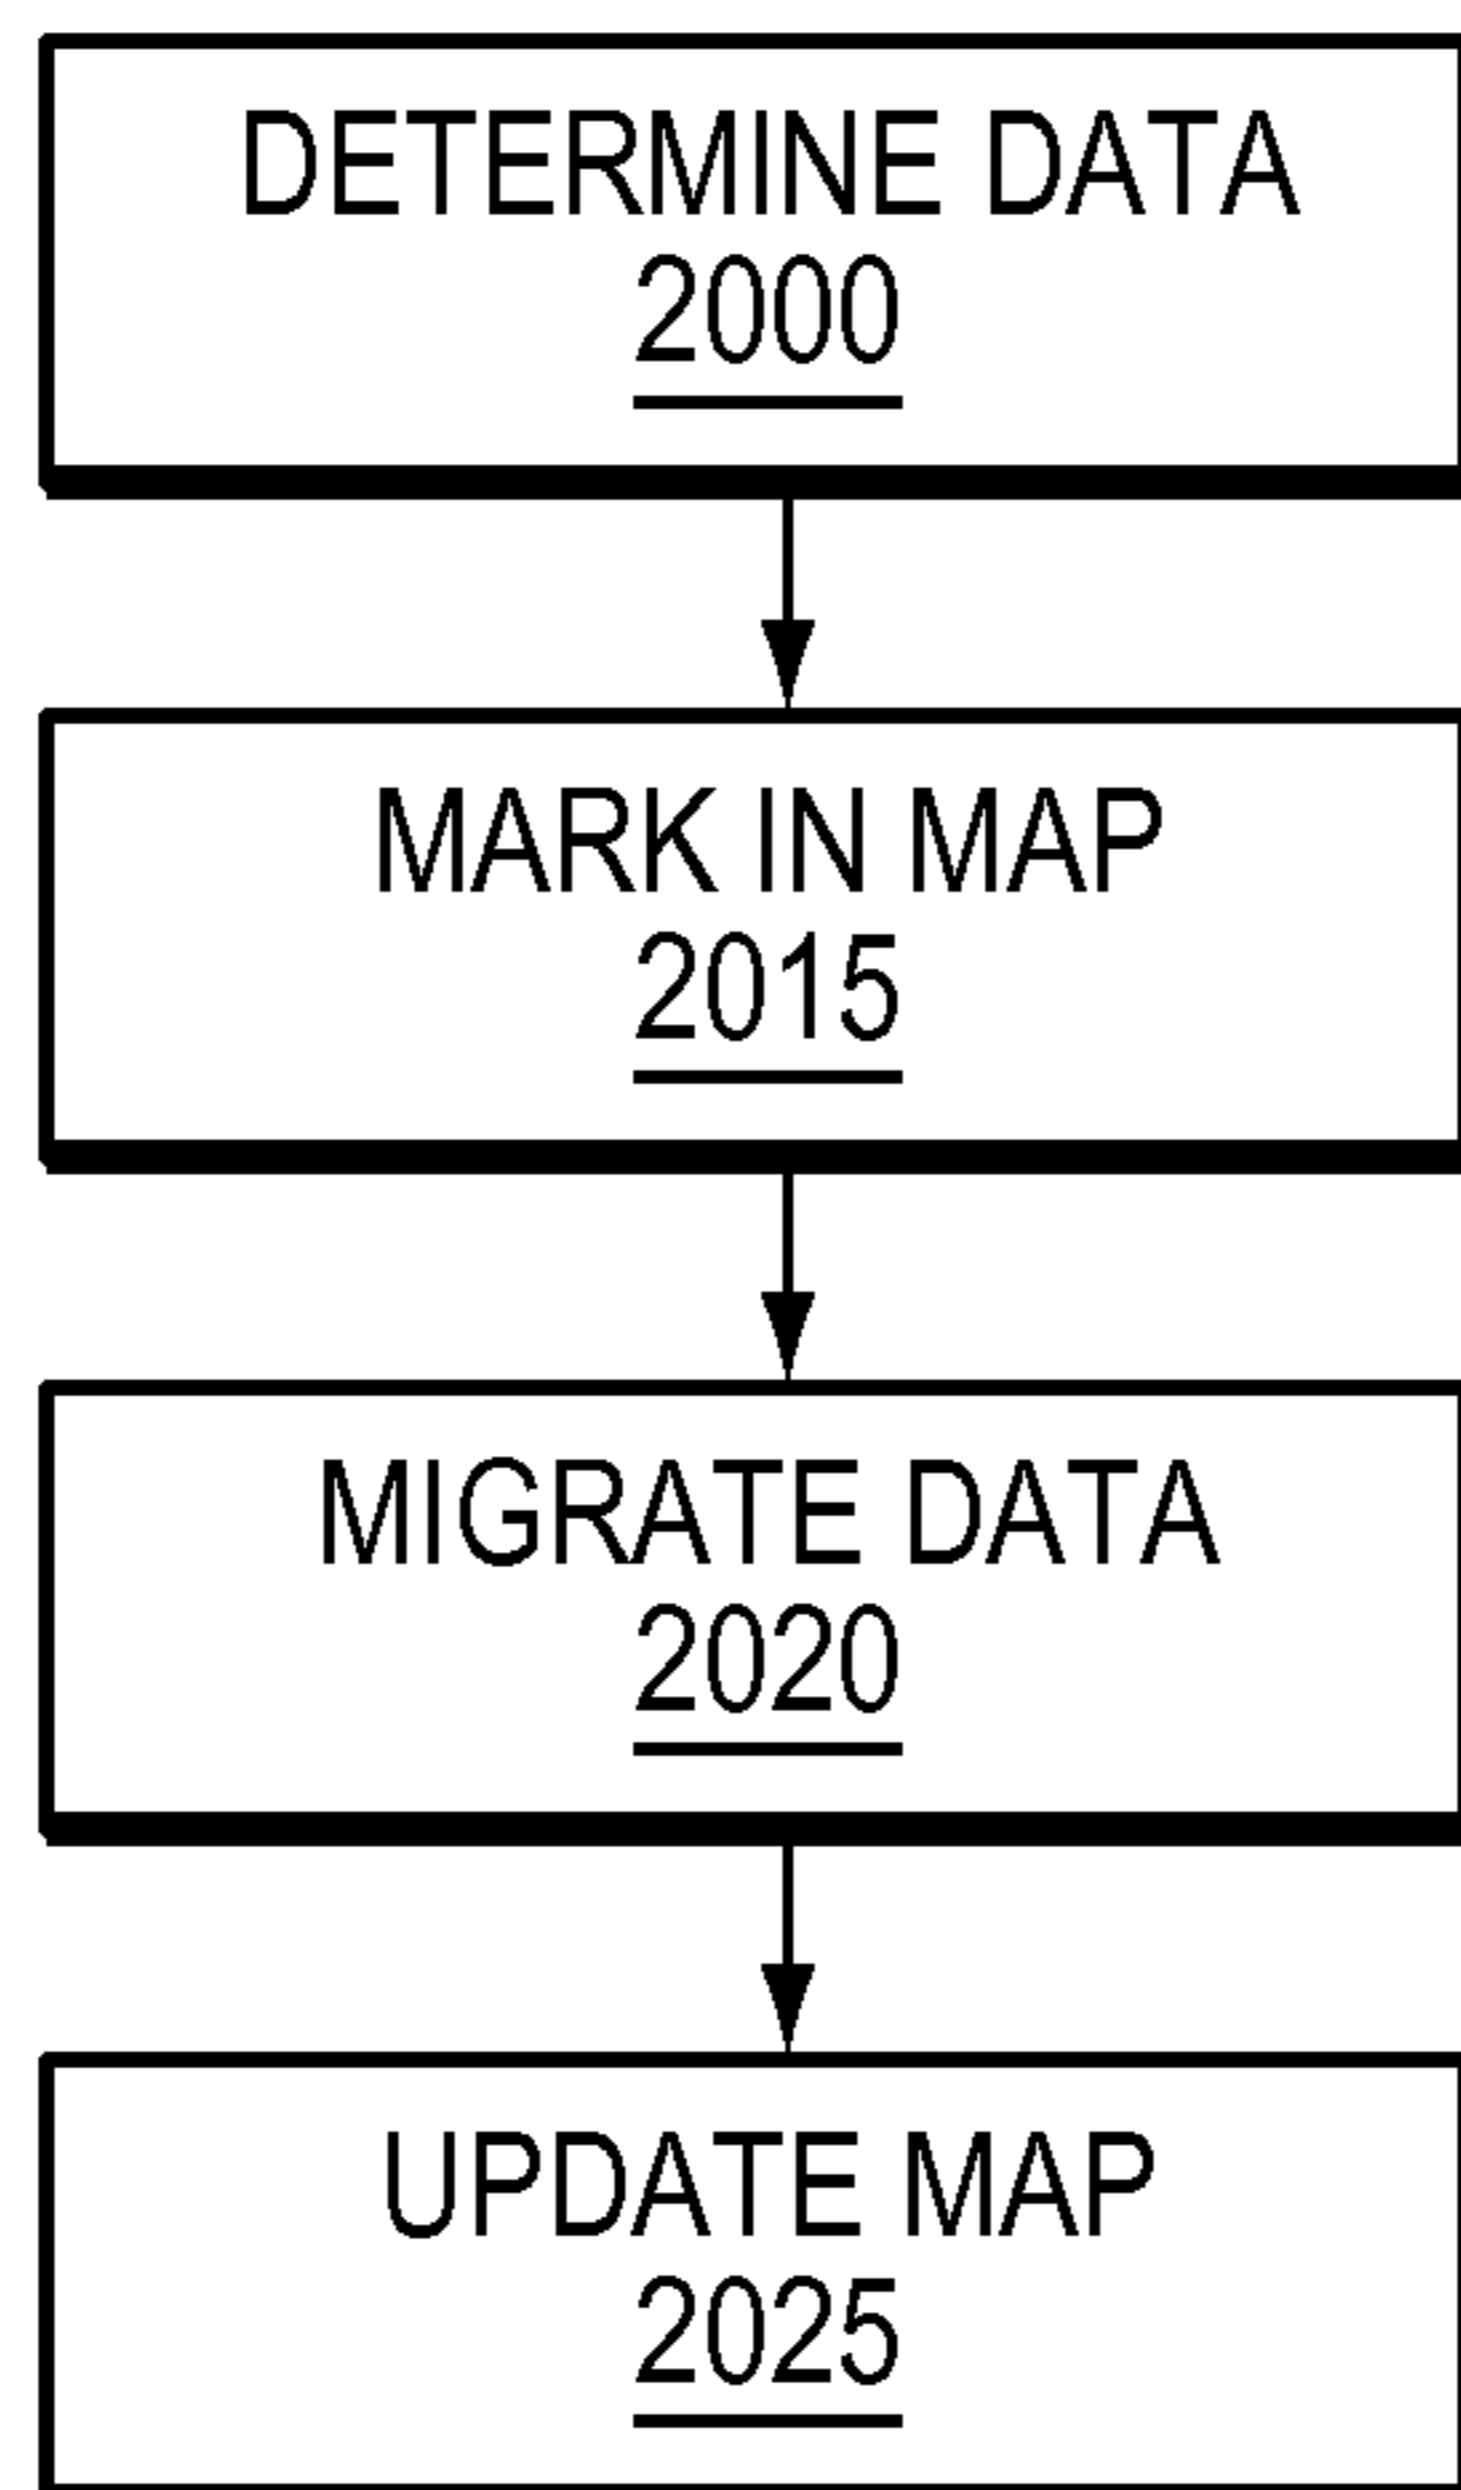 DETERMINE DATA
2000
MARK IN MAP
2015
MIGRATE DATA
2020
UPDATE MAP
2025